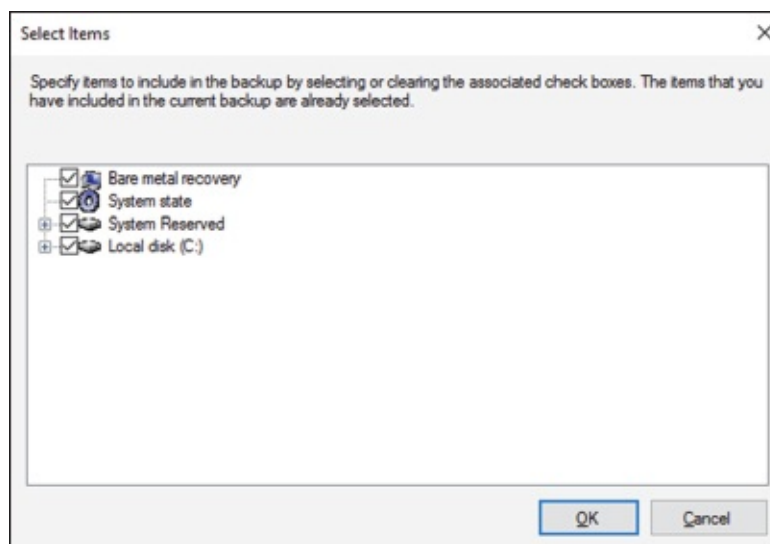 Select Items
Specify items to include in the backup by selecting or clearing the associated check boxes. The items that you
have included in the current backup are already selected.
Bare metal recovery
System state
System Reserved
Local disk (C:)
OK
Cancel